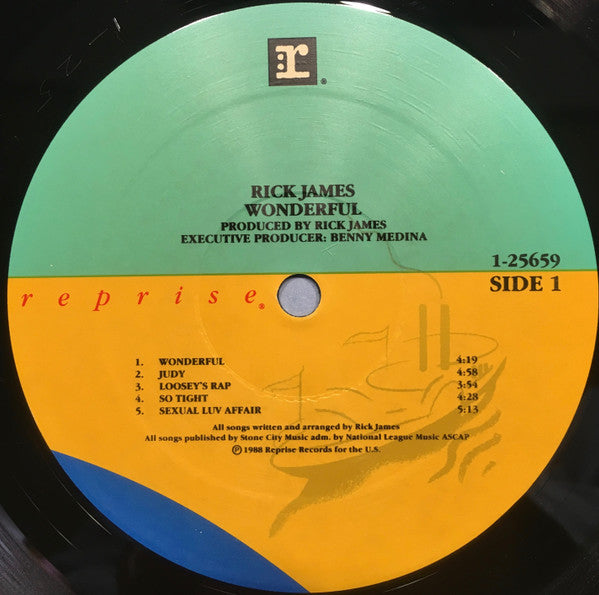 r®
RICK JAMES
WONDERFUL
PRODUCED BY RICK JAMES
EXECUTIVE PRODUCER: BENNY MEDINA
1-25659
SIDE 1
reprise®
1. WONDERFUL 4:19
2. JUDY 4:58
3. LOOSEY'S RAP 3:54
4. SO TIGHT 4:28
5. SEXUAL LUV AFFAIR 5:13
All songs written and arranged by Rick James
All songs published by Stone City Music adm. by National League Music ASCAP
℗ 1988 Reprise Records for the U.S.